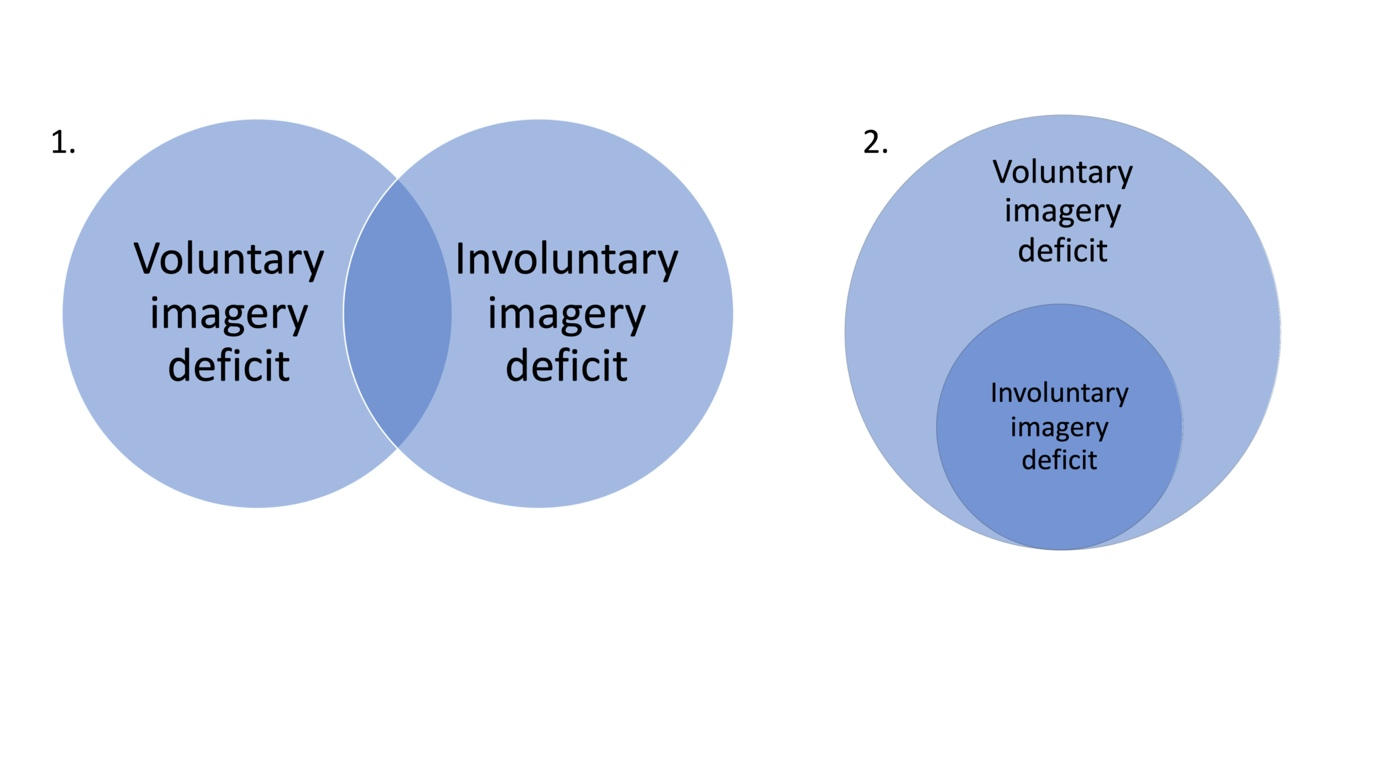 1.
Voluntary
imagery
deficit
Involuntary
imagery
deficit
2.
Voluntary
imagery
deficit
Involuntary
imagery
deficit